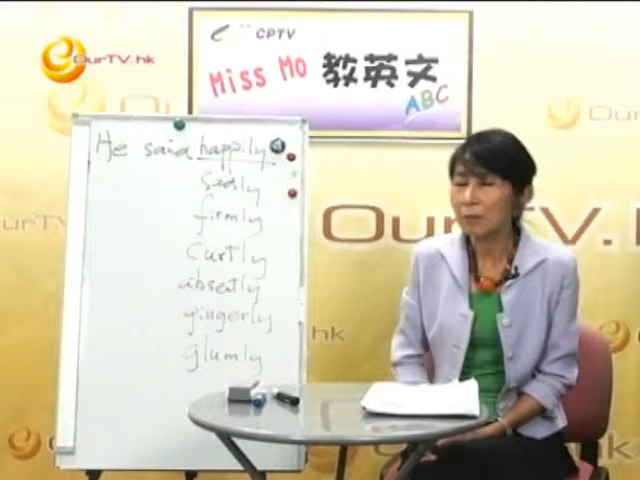 CPTV
Miss Mo 教英文
ABC
OurTV.hk
OurTV.hk
He said happily
Sadly
firmly
Curtly
absently
gingerly
glumly